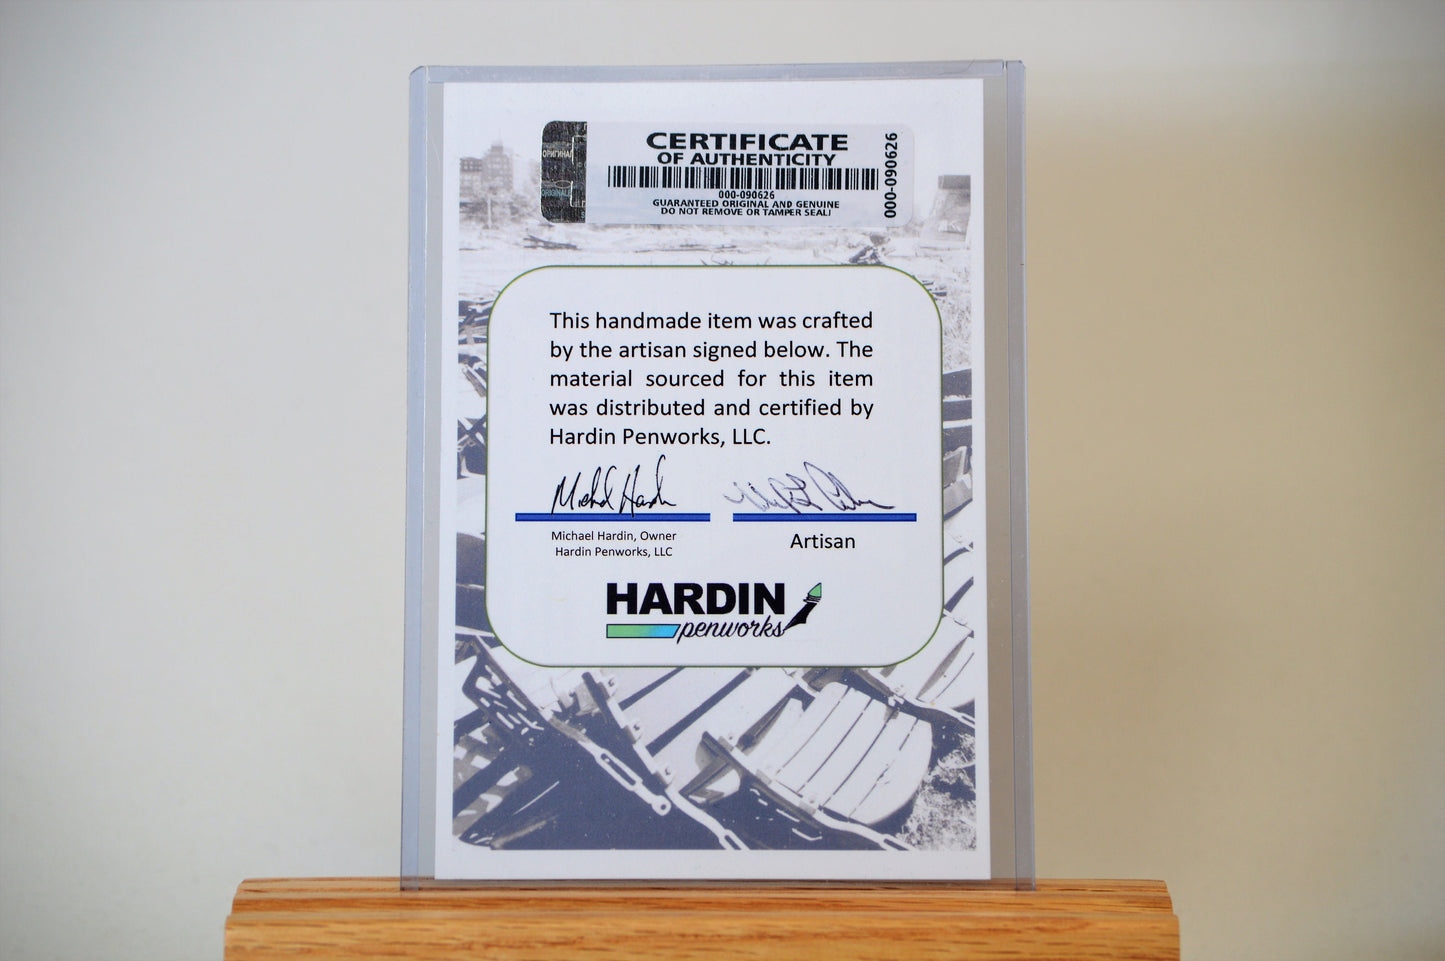 ОРИГИНАЛ
ORIGINAL
CERTIFICATE
OF AUTHENTICITY
000-090626
GUARANTEED ORIGINAL AND GENUINE
DO NOT REMOVE OR TAMPER SEAL!
000-090626
This handmade item was crafted
by the artisan signed below. The
material sourced for this item
was distributed and certified by
Hardin Penworks, LLC.
Michael Hardin, Owner
Hardin Penworks, LLC
Artisan
HARDIN
penworks